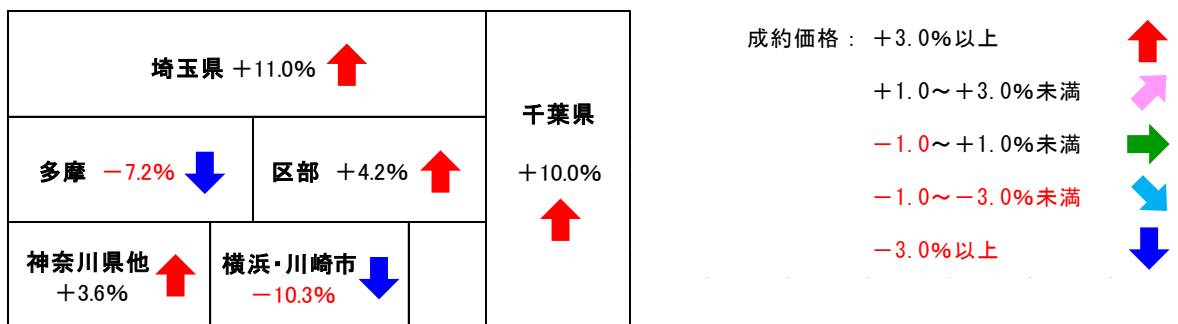 埼玉県 +11.0%
千葉県
+10.0%
多摩 -7.2%
区部 +4.2%
神奈川県他
+3.6%
横浜・川崎市
-10.3%
成約価格： +3.0%以上
+1.0～+3.0%未満
-1.0～+1.0%未満
-1.0～-3.0%未満
-3.0%以上